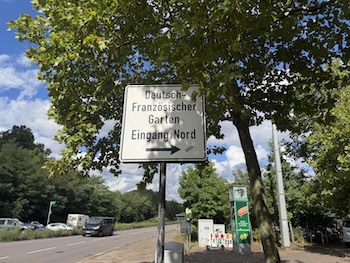 Deutsch-
Französischer
Garten
Eingang Nord